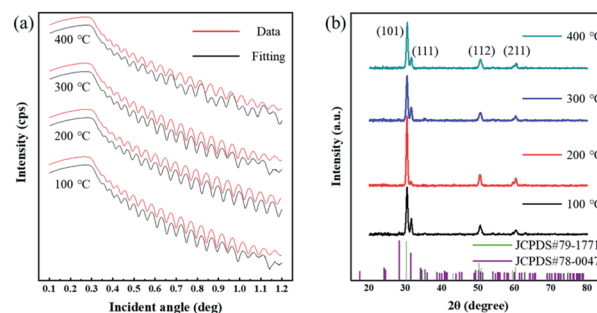 (a)
Data
Fitting
400 °C
300 °C
200 °C
100 °C
Intensity (cps)
0.1 0.2 0.3 0.4 0.5 0.6 0.7 0.8 0.9 1.0 1.1 1.2
Incident angle (deg)
(b)
(101)
(111)
(112)
(211)
400 °C
300 °C
200 °C
100 °C
JCPDS#79-1771
JCPDS#78-0047
Intensity (a.u.)
20 30 40 50 60 70 80
2θ (degree)